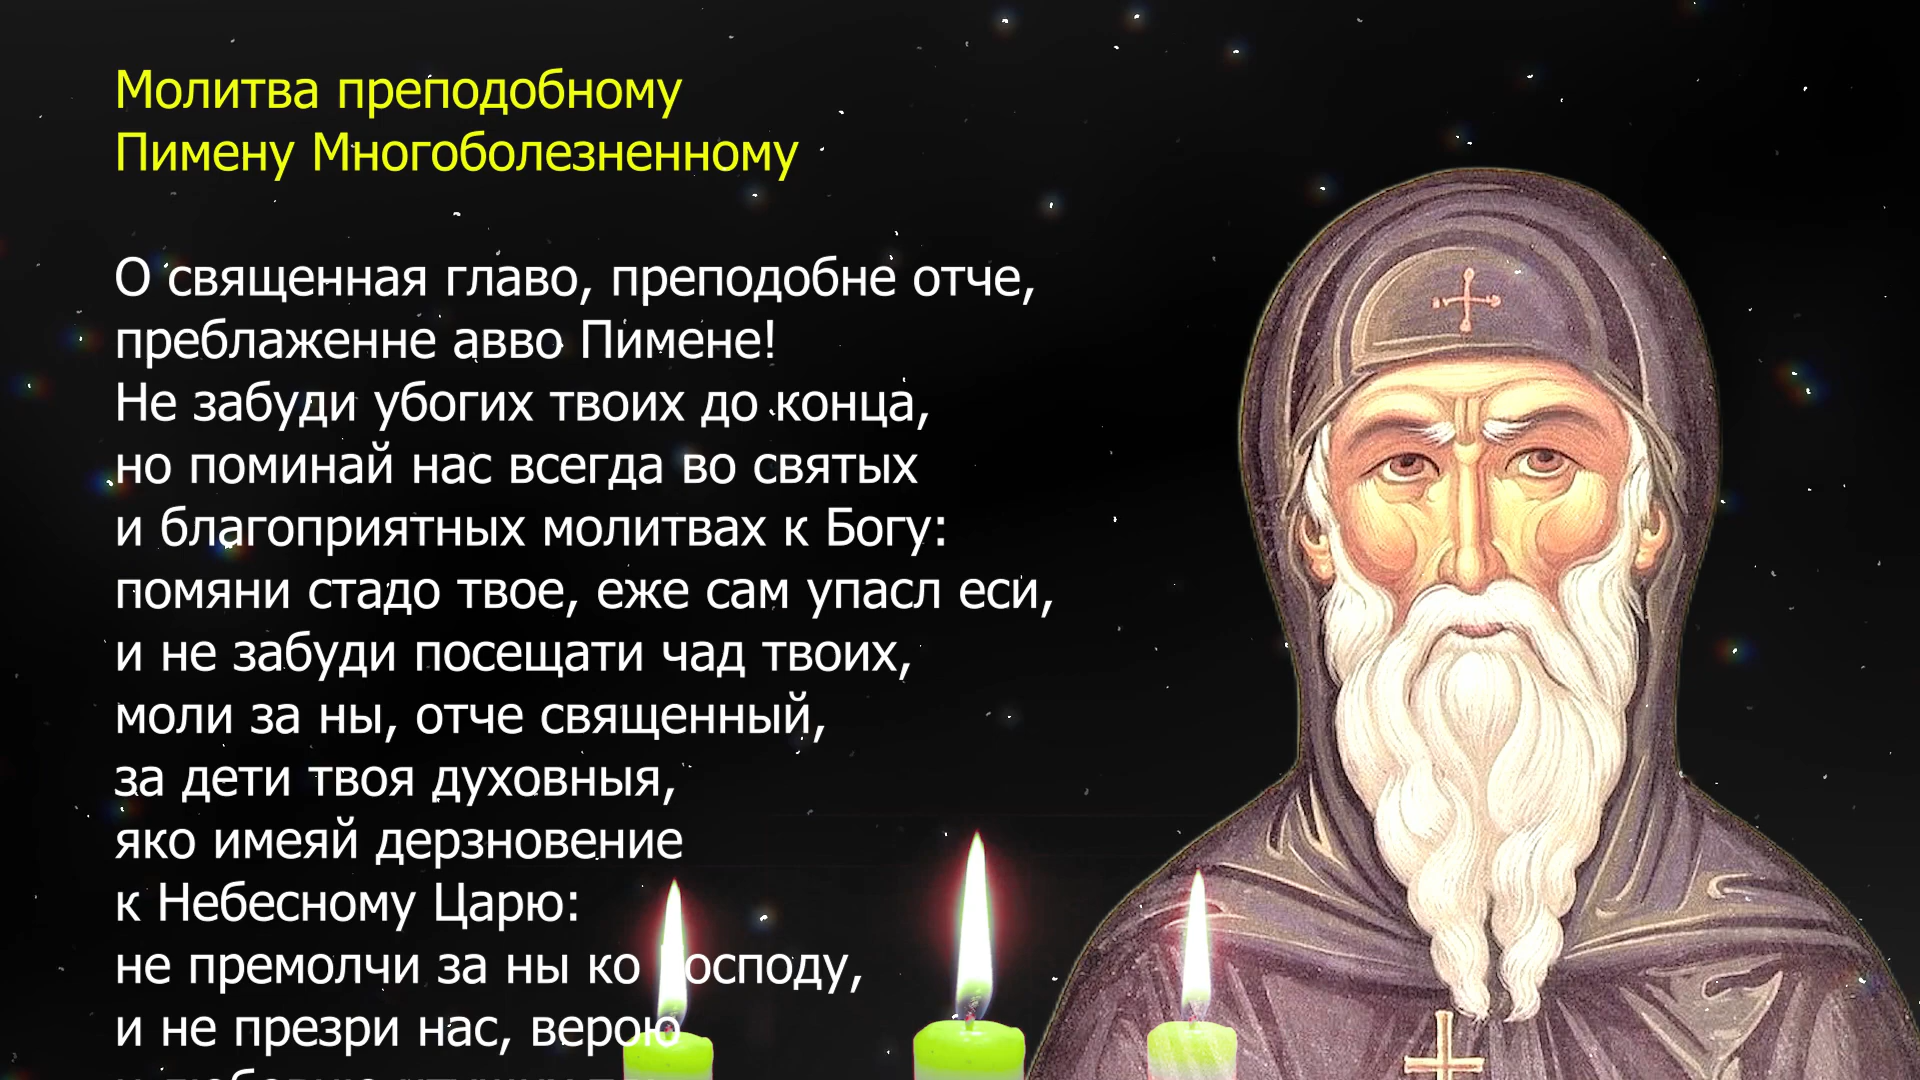 Молитва преподобному
Пимену Многоболезненному
О священная главо, преподобне отче,
преблаженне авво Пимене!
Не забуди убогих твоих до конца,
но поминай нас всегда во святых
и благоприятных молитвах к Богу:
помяни стадо твое, еже сам упасл еси,
и не забуди посещати чад твоих,
моли за ны, отче священный,
за дети твоя духовныя,
яко имеяй дерзновение
к Небесному Царю:
не премолчи за ны ко Господу,
и не презри нас, верою